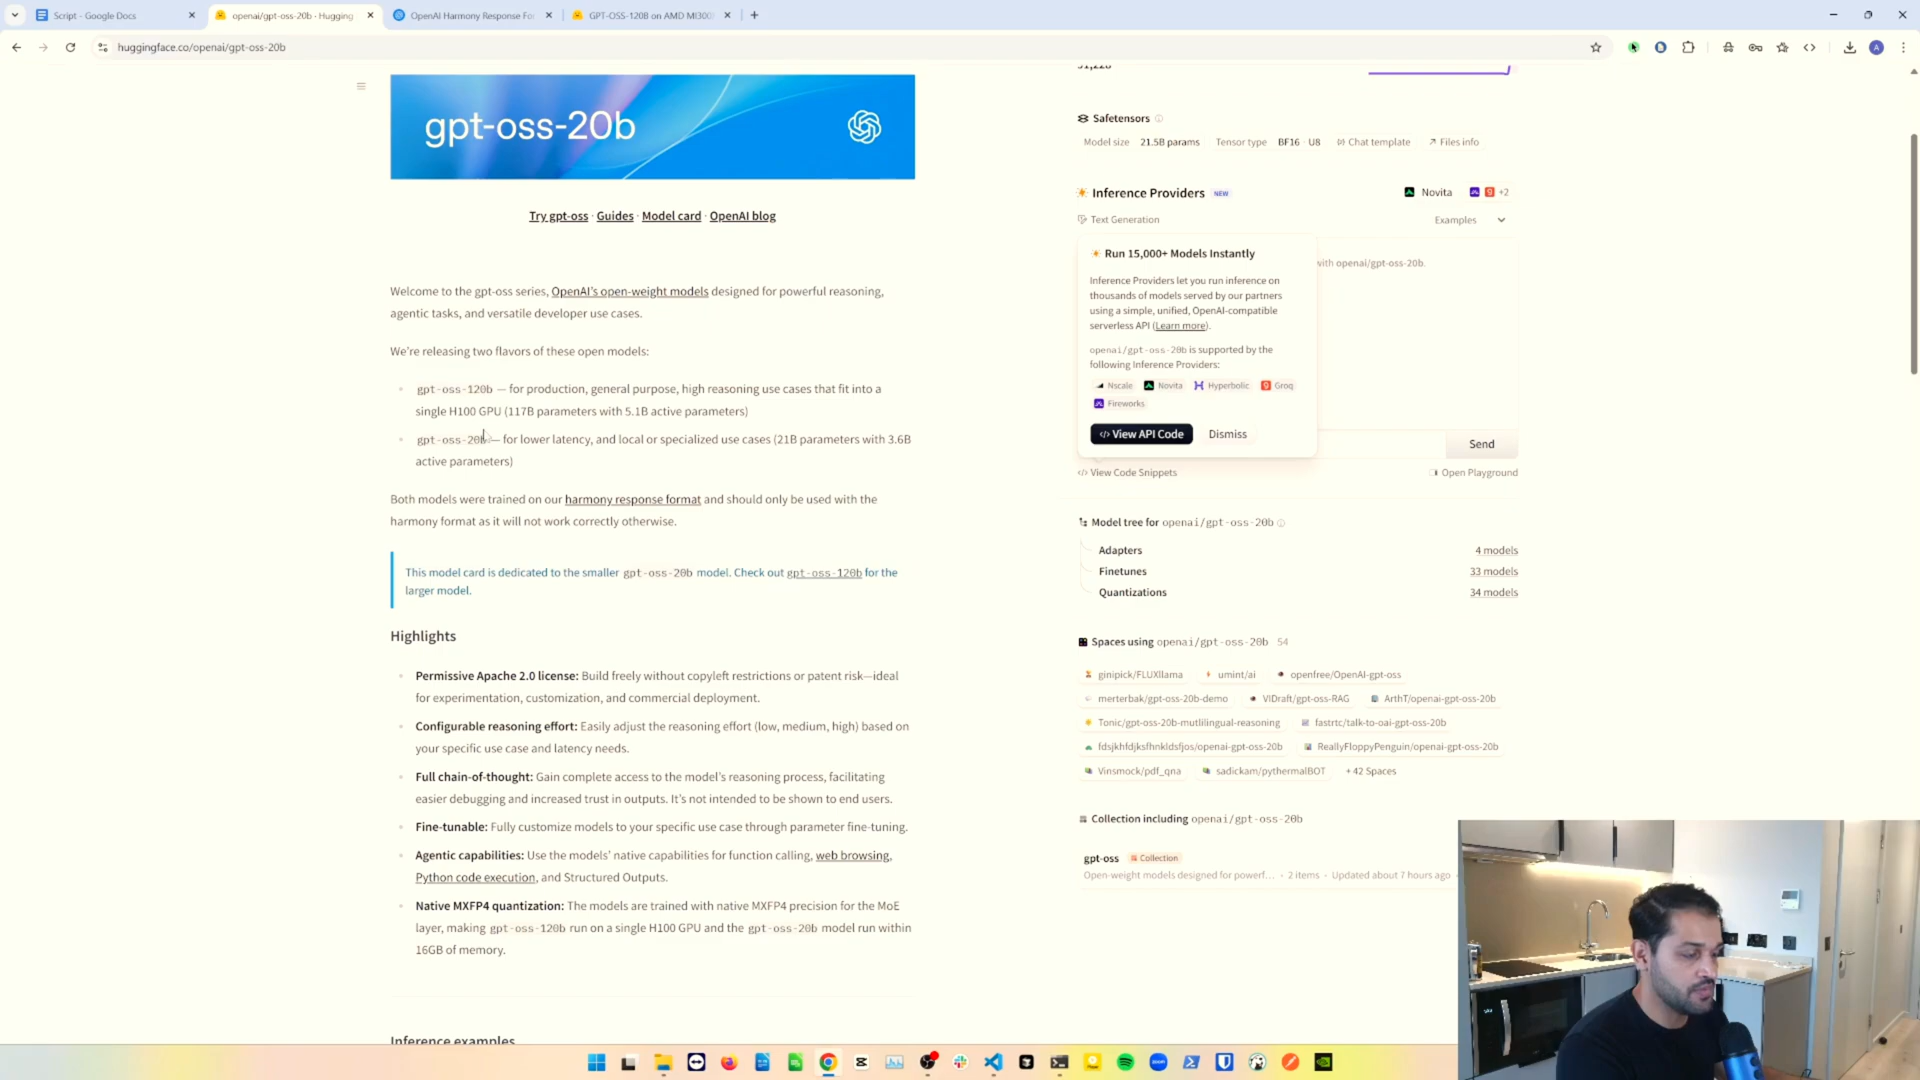 Script - Google Docs
openai/gpt-oss-20b · Hugging
OpenAI Harmony Response Fo
GPT-OSS-120B on AMD MI300
huggingface.co/openai/gpt-oss-20b
gpt-oss-20b
Try gpt-oss · Guides · Model card · OpenAI blog
Welcome to the gpt-oss series, OpenAI's open-weight models designed for powerful reasoning,
agentic tasks, and versatile developer use cases.
We're releasing two flavors of these open models:
gpt-oss-120b — for production, general purpose, high reasoning use cases that fit into a
single H100 GPU (117B parameters with 5.1B active parameters)
gpt-oss-20b — for lower latency, and local or specialized use cases (21B parameters with 3.6B
active parameters)
Both models were trained on our harmony response format and should only be used with the
harmony format as it will not work correctly otherwise.
This model card is dedicated to the smaller gpt-oss-20b model. Check out gpt-oss-120b for the
larger model.
Highlights
Permissive Apache 2.0 license: Build freely without copyleft restrictions or patent risk—ideal
for experimentation, customization, and commercial deployment.
Configurable reasoning effort: Easily adjust the reasoning effort (low, medium, high) based on
your specific use case and latency needs.
Full chain-of-thought: Gain complete access to the model's reasoning process, facilitating
easier debugging and increased trust in outputs. It's not intended to be shown to end users.
Fine-tunable: Fully customize models to your specific use case through parameter fine-tuning.
Agentic capabilities: Use the models' native capabilities for function calling, web browsing,
Python code execution, and Structured Outputs.
Native MXFP4 quantization: The models are trained with native MXFP4 precision for the MoE
layer, making gpt-oss-120b run on a single H100 GPU and the gpt-oss-20b model run within
16GB of memory.
Inference examples
Safetensors
Model size 21.5B params Tensor type BF16 · U8 Chat template Files info
Inference Providers NEW Novita +2
Text Generation Examples
Run 15,000+ Models Instantly
with openai/gpt-oss-20b.
Inference Providers let you run inference on
thousands of models served by our partners
using a simple, unified, OpenAI-compatible
serverless API (Learn more).
openai/gpt-oss-20b is supported by the
following Inference Providers:
Nscale Novita Hyperbolic Groq
Fireworks
View API Code Dismiss
Send
View Code Snippets Open Playground
Model tree for openai/gpt-oss-20b
Adapters 4 models
Finetunes 33 models
Quantizations 34 models
Spaces using openai/gpt-oss-20b 54
ginipick/FLUXllama umint/ai openfree/OpenAI-gpt-oss
merterbak/gpt-oss-20b-demo VIDraft/gpt-oss-RAG ArthT/openai-gpt-oss-20b
Tonic/gpt-oss-20b-mutlilingual-reasoning fastrtc/talk-to-oai-gpt-oss-20b
fdsjkhfdjksfhnkldsfjos/openai-gpt-oss-20b ReallyFloppyPenguin/openai-gpt-oss-20b
Vinsmock/pdf_qna sadickam/pythermalBOT + 42 Spaces
Collection including openai/gpt-oss-20b
gpt-oss Collection
Open-weight models designed for powerf... · 2 items · Updated about 7 hours ago ·